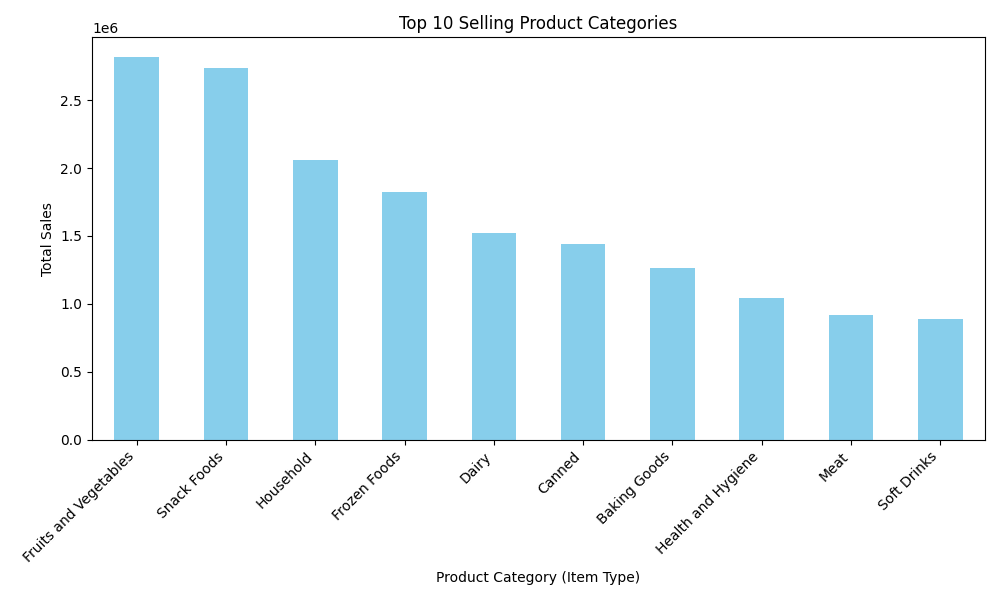 Top 10 Selling Product Categories
1e6
2.5
2.0
1.5
1.0
0.5
0.0
Total Sales
Fruits and Vegetables
Snack Foods
Household
Frozen Foods
Dairy
Canned
Baking Goods
Health and Hygiene
Meat
Soft Drinks
Product Category (Item Type)